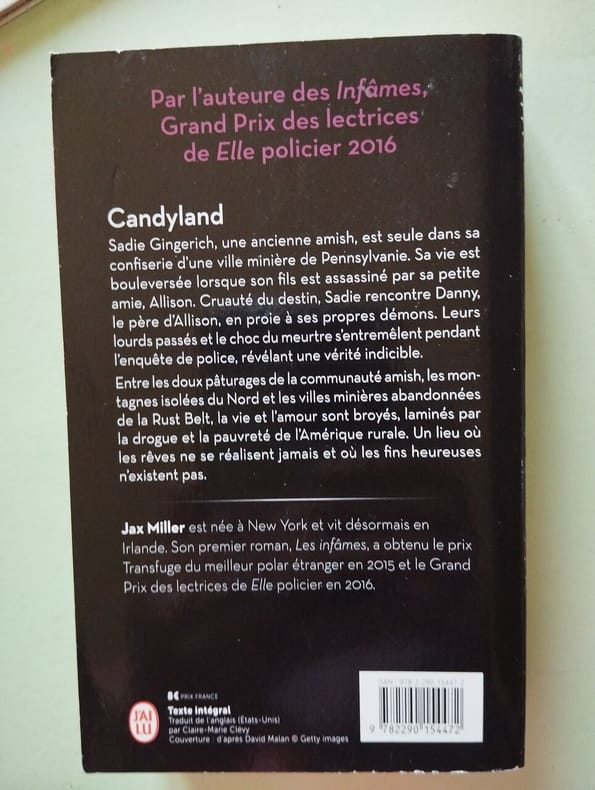 Par l'auteure des Infâmes,
Grand Prix des lectrices
de Elle policier 2016
Candyland
Sadie Gingerich, une ancienne amish, est seule dans sa
confiserie d'une ville minière de Pennsylvanie. Sa vie est
bouleversée lorsque son fils est assassiné par sa petite
amie, Allison. Cruauté du destin, Sadie rencontre Danny,
le père d'Allison, en proie à ses propres démons. Leurs
lourds passés et le choc du meurtre s'entremêlent pendant
l'enquête de police, révélant une vérité indicible.
Entre les doux pâturages de la communauté amish, les mon-
tagnes isolées du Nord et les villes minières abandonnées
de la Rust Belt, la vie et l'amour sont broyés, laminés par
la drogue et la pauvreté de l'Amérique rurale. Un lieu où
les rêves ne se réalisent jamais et où les fins heureuses
n'existent pas.
Jax Miller est née à New York et vit désormais en
Irlande. Son premier roman, Les infâmes, a obtenu le prix
Transfuge du meilleur polar étranger en 2015 et le Grand
Prix des lectrices de Elle policier en 2016.
8€ PRIX FRANCE
Texte intégral
Traduit de l'anglais (États-Unis)
par Claire-Marie Clévy
Couverture : d'après David Malan © Getty images
J'AI
LU
ISBN : 978-2-290-15447-2
9 782290 154472